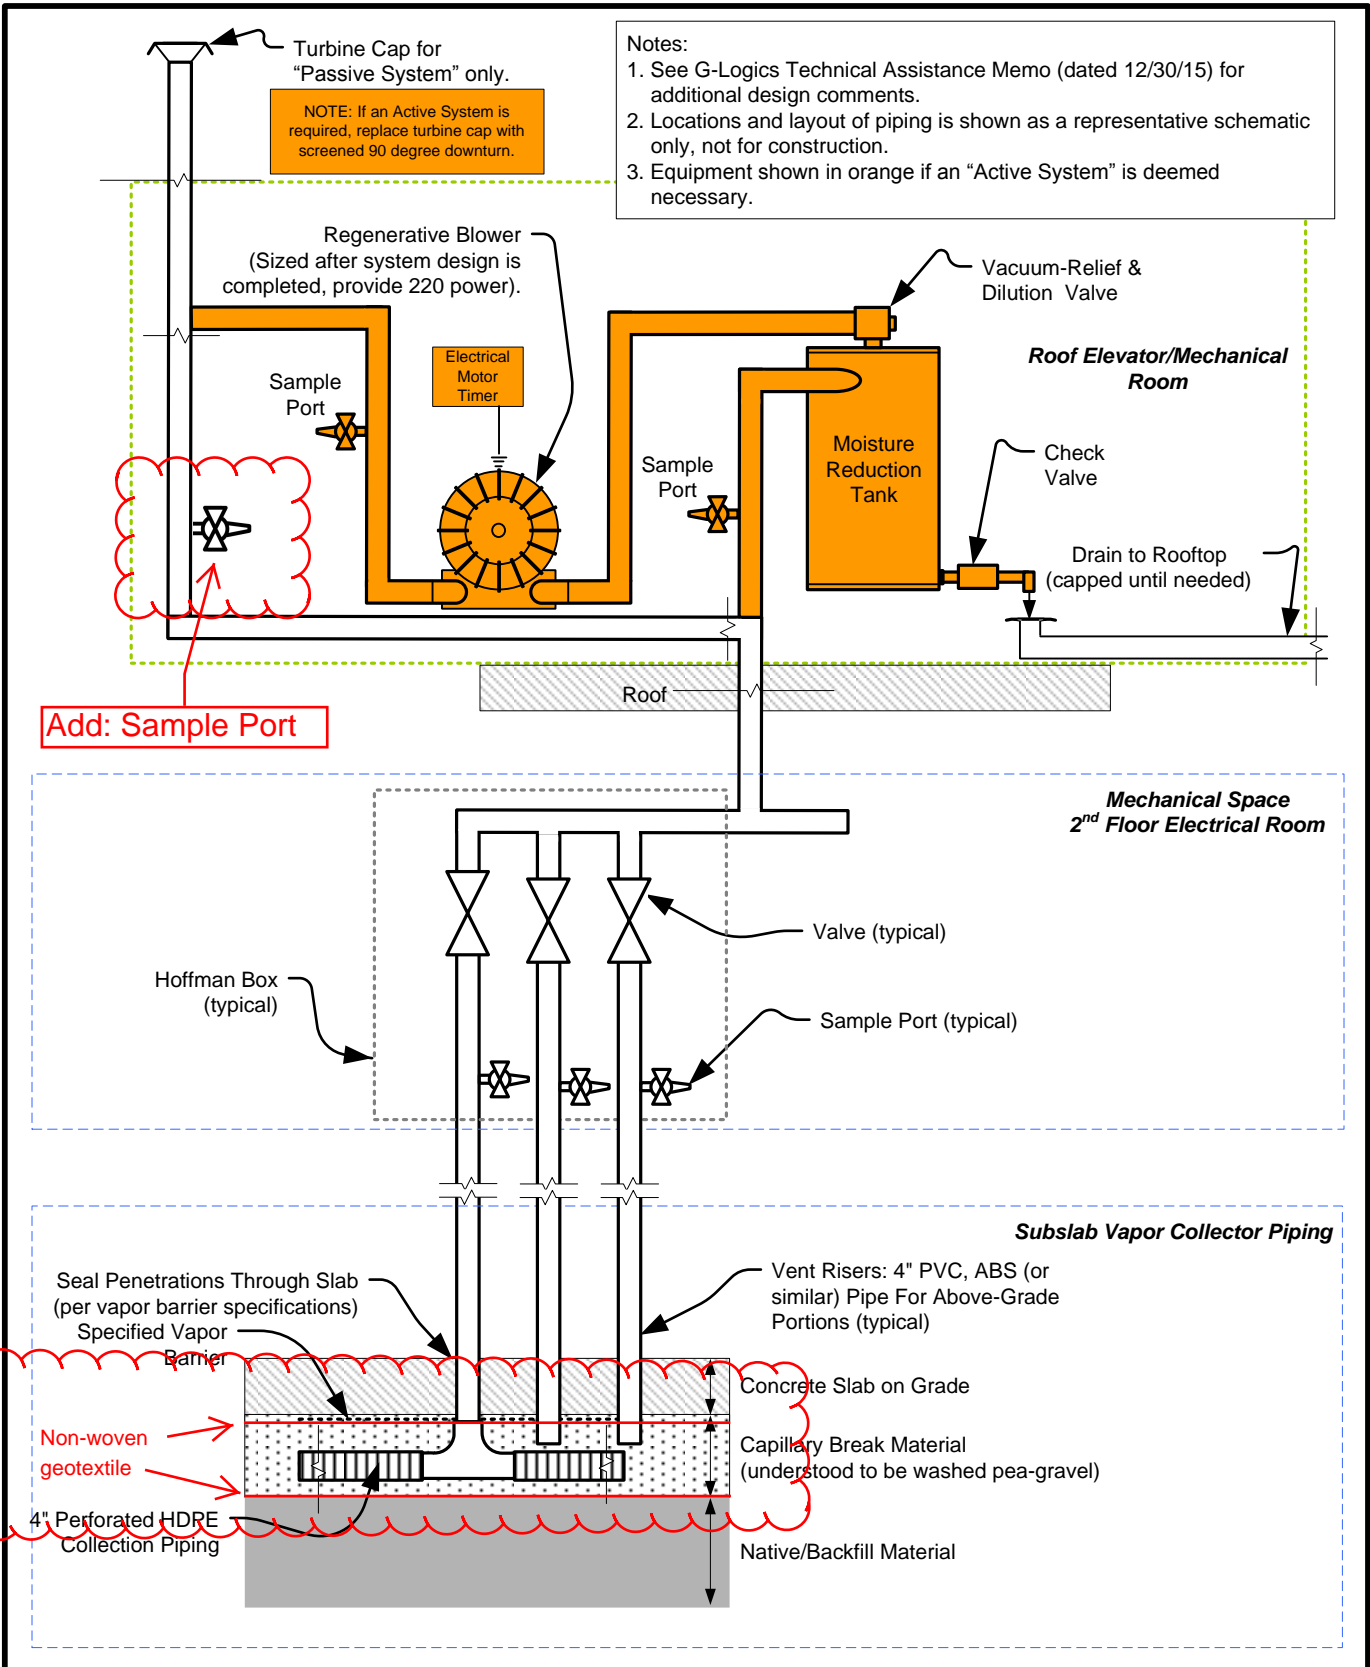 Turbine Cap for
“Passive System” only.
NOTE: If an Active System is
required, replace turbine cap with
screened 90 degree downturn.
Notes:
1. See G-Logics Technical Assistance Memo (dated 12/30/15) for
additional design comments.
2. Locations and layout of piping is shown as a representative schematic
only, not for construction.
3. Equipment shown in orange if an “Active System” is deemed
necessary.
Regenerative Blower
(Sized after system design is
completed, provide 220 power).
Vacuum-Relief &
Dilution Valve
Roof Elevator/Mechanical
Room
Electrical
Motor
Timer
Sample
Port
Sample
Port
Moisture
Reduction
Tank
Check
Valve
Drain to Rooftop
(capped until needed)
Roof
Add: Sample Port
Mechanical Space
2nd Floor Electrical Room
Valve (typical)
Hoffman Box
(typical)
Sample Port (typical)
Subslab Vapor Collector Piping
Seal Penetrations Through Slab
(per vapor barrier specifications)
Specified Vapor
Barrier
Vent Risers: 4" PVC, ABS (or
similar) Pipe For Above-Grade
Portions (typical)
Concrete Slab on Grade
Non-woven
geotextile
Capillary Break Material
(understood to be washed pea-gravel)
4" Perforated HDPE
Collection Piping
Native/Backfill Material